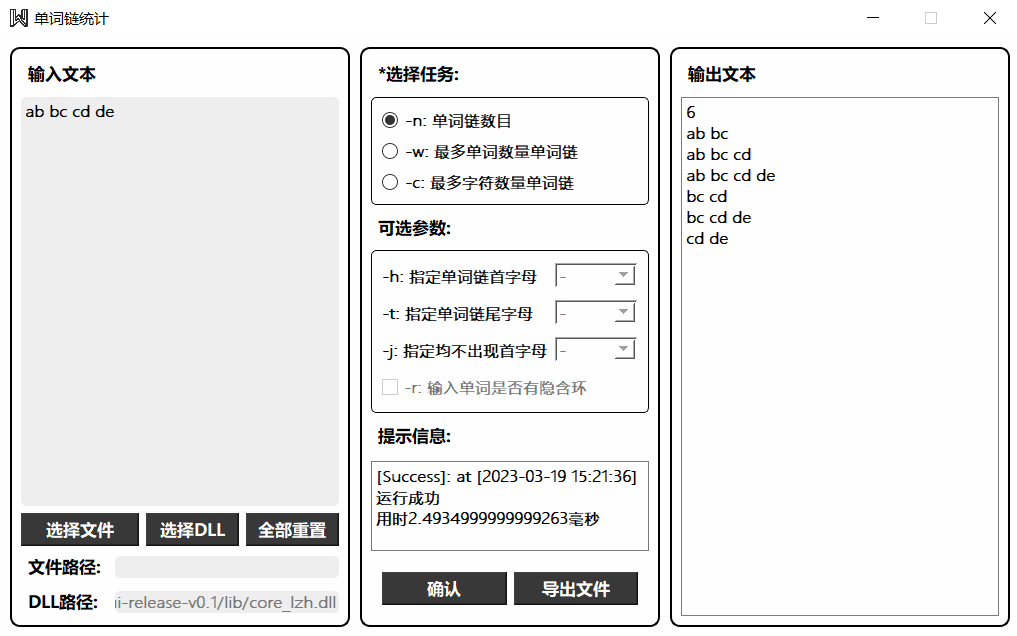 单词链统计
输入文本
ab bc cd de
选择文件
选择DLL
全部重置
文件路径:
DLL路径:
ii-release-v0.1/lib/core_lzh.dll
*选择任务:
-n: 单词链数目
-w: 最多单词数量单词链
-c: 最多字符数量单词链
可选参数:
-h: 指定单词链首字母
-
-t: 指定单词链尾字母
-
-j: 指定均不出现首字母
-
-r: 输入单词是否有隐含环
提示信息:
[Success]: at [2023-03-19 15:21:36]
运行成功
用时2.4934999999999263毫秒
确认
导出文件
输出文本
6
ab bc
ab bc cd
ab bc cd de
bc cd
bc cd de
cd de